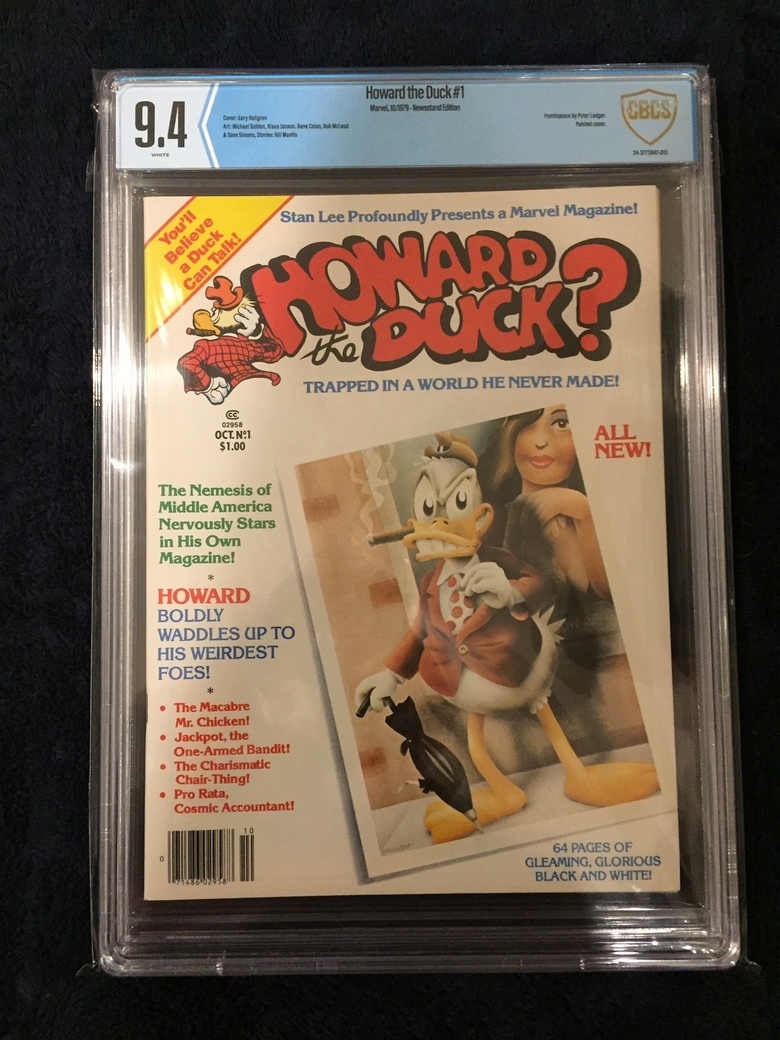 Howard the Duck #1
Marvel, 10/1979 - Newsstand Edition
9.4
WHITE
Cover: Gary Hallgren
Art: Michael Golden, Klaus Janson, Gene Colan, Bob McLeod
& Dave Simons, Stories: Bill Mantlo
Frontispiece by Peter Ledger
Painted cover.
CBCS
You'll
Believe
a Duck
Can Talk!
Stan Lee Profoundly Presents a Marvel Magazine!
HOWARD
the DUCK?
TRAPPED IN A WORLD HE NEVER MADE!
CC
02958
OCT. Nº1
$1.00
ALL
NEW!
The Nemesis of
Middle America
Nervously Stars
in His Own
Magazine!
*
HOWARD
BOLDLY
WADDLES UP TO
HIS WEIRDEST
FOES!
*
• The Macabre
Mr. Chicken!
• Jackpot, the
One-Armed Bandit!
• The Charismatic
Chair-Thing!
• Pro Rata,
Cosmic Accountant!
10
0
71486 02958
64 PAGES OF
GLEAMING, GLORIOUS
BLACK AND WHITE!